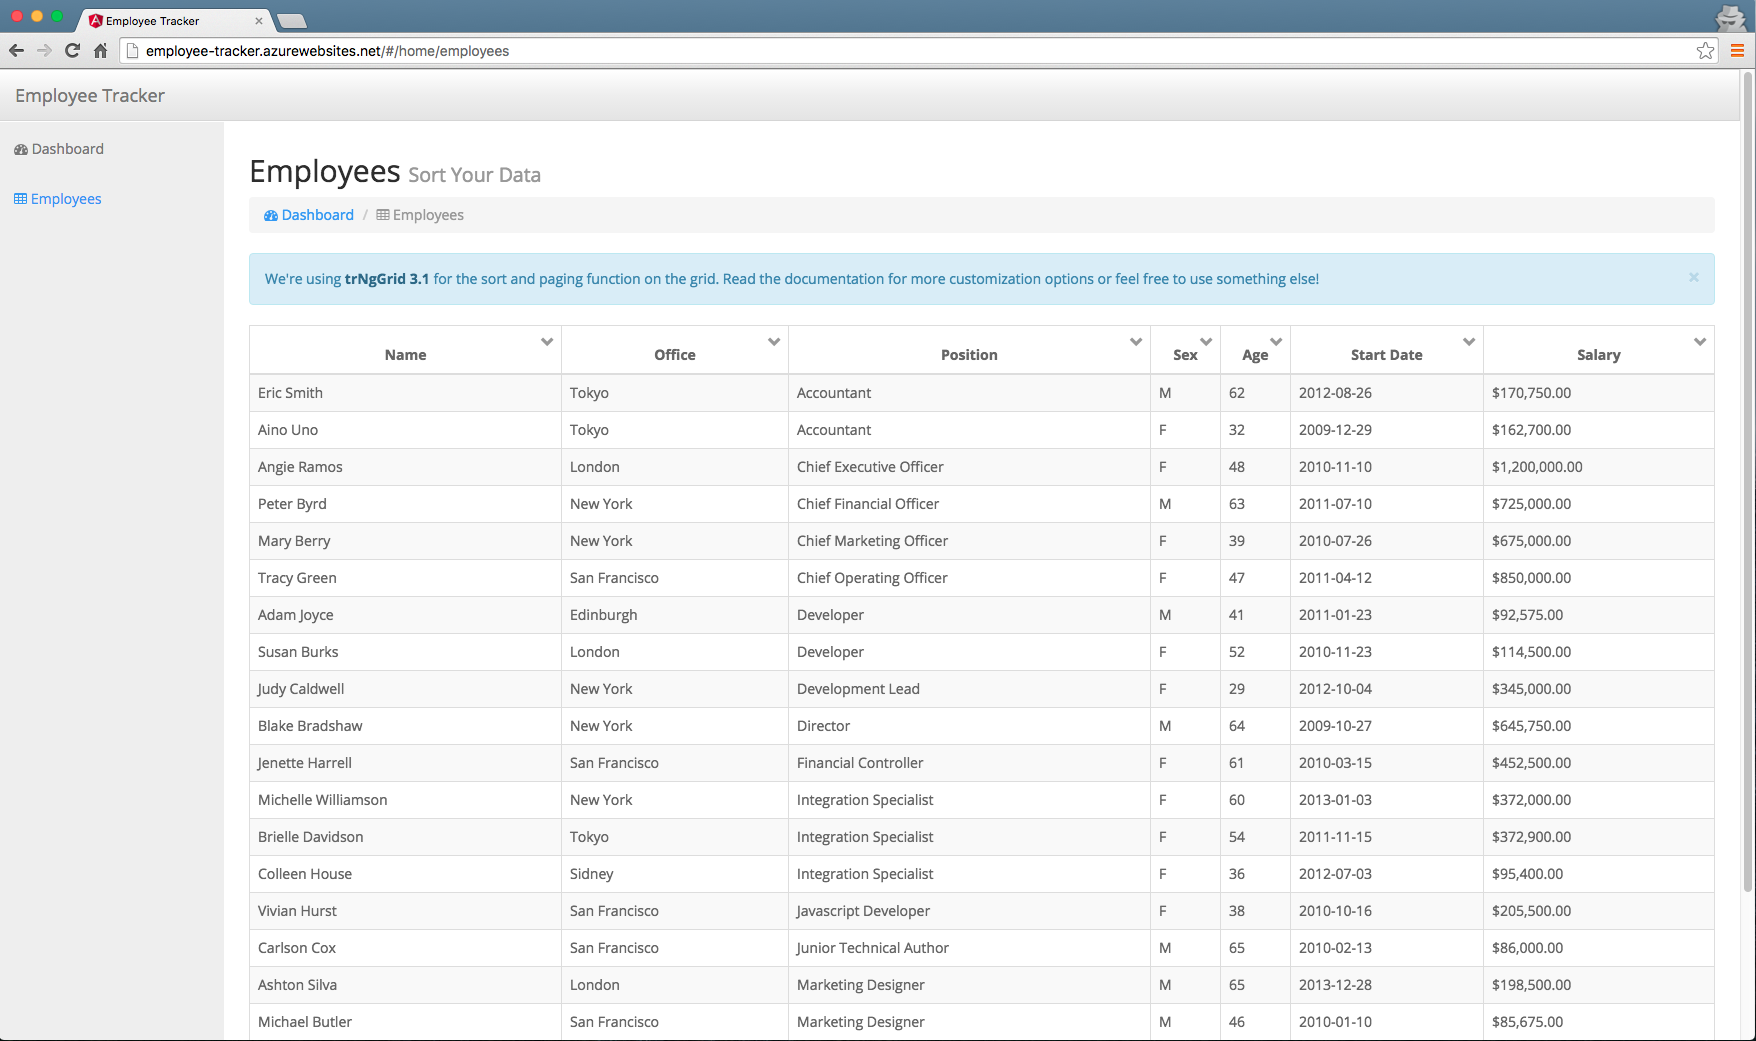 Employee Tracker
employee-tracker.azurewebsites.net/#/home/employees
Employee Tracker
Dashboard
Employees
Employees Sort Your Data
Dashboard / Employees
We're using trNgGrid 3.1 for the sort and paging function on the grid. Read the documentation for more customization options or feel free to use something else! ×
Name Office Position Sex Age Start Date Salary
Eric Smith Tokyo Accountant M 62 2012-08-26 $170,750.00
Aino Uno Tokyo Accountant F 32 2009-12-29 $162,700.00
Angie Ramos London Chief Executive Officer F 48 2010-11-10 $1,200,000.00
Peter Byrd New York Chief Financial Officer M 63 2011-07-10 $725,000.00
Mary Berry New York Chief Marketing Officer F 39 2010-07-26 $675,000.00
Tracy Green San Francisco Chief Operating Officer F 47 2011-04-12 $850,000.00
Adam Joyce Edinburgh Developer M 41 2011-01-23 $92,575.00
Susan Burks London Developer F 52 2010-11-23 $114,500.00
Judy Caldwell New York Development Lead F 29 2012-10-04 $345,000.00
Blake Bradshaw New York Director M 64 2009-10-27 $645,750.00
Jenette Harrell San Francisco Financial Controller F 61 2010-03-15 $452,500.00
Michelle Williamson New York Integration Specialist F 60 2013-01-03 $372,000.00
Brielle Davidson Tokyo Integration Specialist F 54 2011-11-15 $372,900.00
Colleen House Sidney Integration Specialist F 36 2012-07-03 $95,400.00
Vivian Hurst San Francisco Javascript Developer F 38 2010-10-16 $205,500.00
Carlson Cox San Francisco Junior Technical Author M 65 2010-02-13 $86,000.00
Ashton Silva London Marketing Designer M 65 2013-12-28 $198,500.00
Michael Butler San Francisco Marketing Designer M 46 2010-01-10 $85,675.00